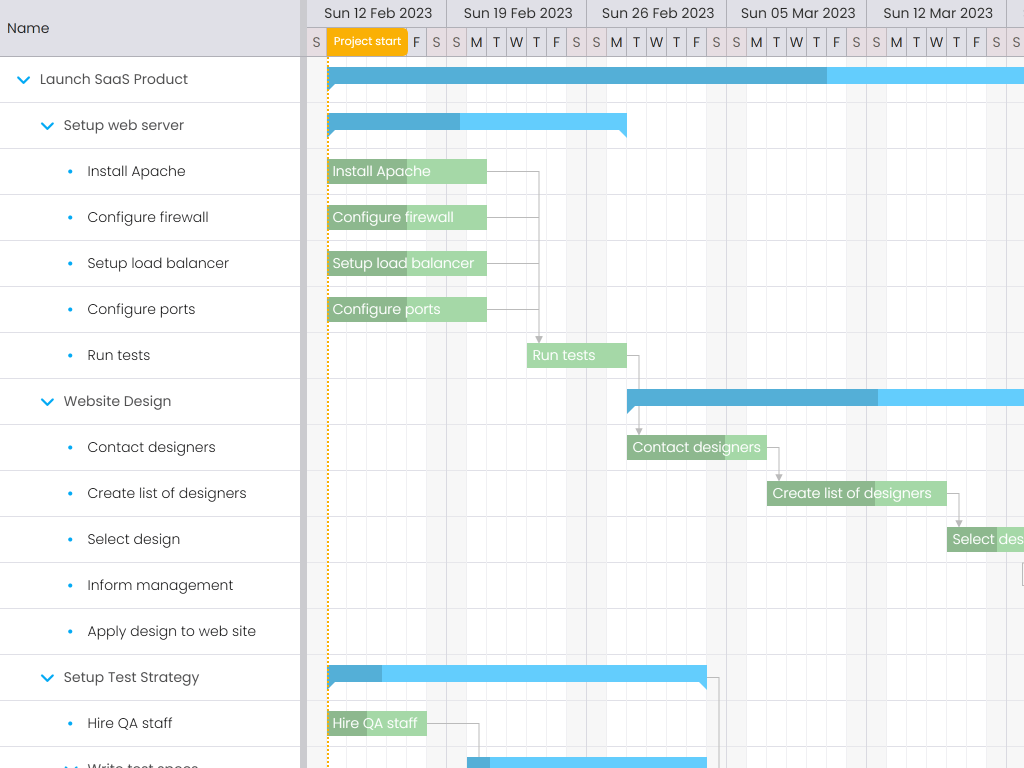 Name
Sun 12 Feb 2023 Sun 19 Feb 2023 Sun 26 Feb 2023 Sun 05 Mar 2023 Sun 12 Mar 2023
S Project start F S S M T W T F S S M T W T F S S M T W T F S S M T W T F S S
Launch SaaS Product
Setup web server
Install Apache Install Apache
Configure firewall Configure firewall
Setup load balancer Setup load balancer
Configure ports Configure ports
Run tests Run tests
Website Design
Contact designers Contact designers
Create list of designers Create list of designers
Select design Select des
Inform management
Apply design to web site
Setup Test Strategy
Hire QA staff Hire QA staff
Write test specs